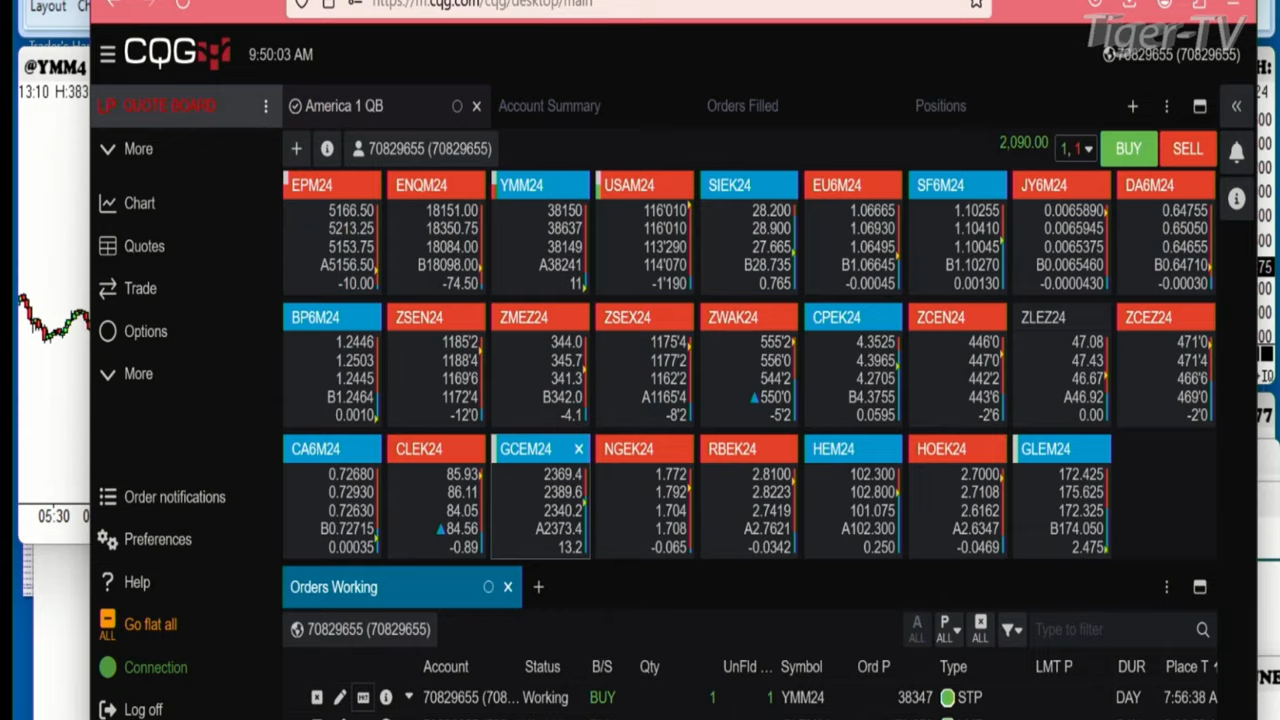 Layout
https://m.cqg.com/cqg/desktop/main
Tiger-TV
CQG
9:50:03 AM
70829655 (70829655)
@YMM4
13:10 H:383
QUOTE BOARD
America 1 QB
Account Summary
Orders Filled
Positions
More
70829655 (70829655)
2,090.00
1, 1
BUY
SELL
EPM24 ENQM24 YMM24 USAM24 SIEK24 EU6M24 SF6M24 JY6M24 DA6M24
5166.50 18151.00 38150 116'010 28.200 1.06665 1.10255 0.0065890 0.64755
5213.25 18350.75 38637 116'010 28.900 1.06930 1.10410 0.0065945 0.65050
5153.75 18084.00 38149 113'290 27.665 1.06495 1.10045 0.0065375 0.64655
A5156.50 B18098.00 A38241 114'070 B28.735 B1.06645 B1.10270 B0.0065460 B0.64710
-10.00 -74.50 11 -1'190 0.765 -0.00045 0.00130 -0.0000430 -0.00030
Chart
Quotes
Trade
Options
More
BP6M24 ZSEN24 ZMEZ24 ZSEX24 ZWAK24 CPEK24 ZCEN24 ZLEZ24 ZCEZ24
1.2446 1185'2 344.0 1175'4 555'2 4.3525 446'0 47.08 471'0
1.2503 1188'4 345.7 1177'2 556'0 4.3965 447'0 47.43 471'4
1.2445 1169'6 341.3 1162'2 544'2 4.2705 442'2 46.67 466'6
B1.2464 1172'4 B342.0 A1165'4 550'0 B4.3755 443'6 A46.92 469'0
0.0010 -12'0 -4.1 -8'2 -5'2 0.0595 -2'6 0.00 -2'0
CA6M24 CLEK24 GCEM24 NGEK24 RBEK24 HEM24 HOEK24 GLEM24
0.72680 85.93 2369.4 1.772 2.8100 102.300 2.7000 172.425
0.72930 86.11 2389.6 1.792 2.8223 102.800 2.7108 175.625
0.72630 84.05 2340.2 1.704 2.7419 101.075 2.6162 172.325
B0.72715 84.56 A2373.4 1.708 A2.7621 A102.300 A2.6347 B174.050
0.00035 -0.89 13.2 -0.065 -0.0342 0.250 -0.0469 2.475
05:30
Order notifications
Preferences
Help
ALL Go flat all
Connection
Log off
Orders Working
70829655 (70829655)
A ALL P ALL ALL
Type to filter
Account Status B/S Qty UnFld ... Symbol Ord P Type LMT P DUR Place T
70829655 (708... Working BUY 1 1 YMM24 38347 STP DAY 7:56:38 A